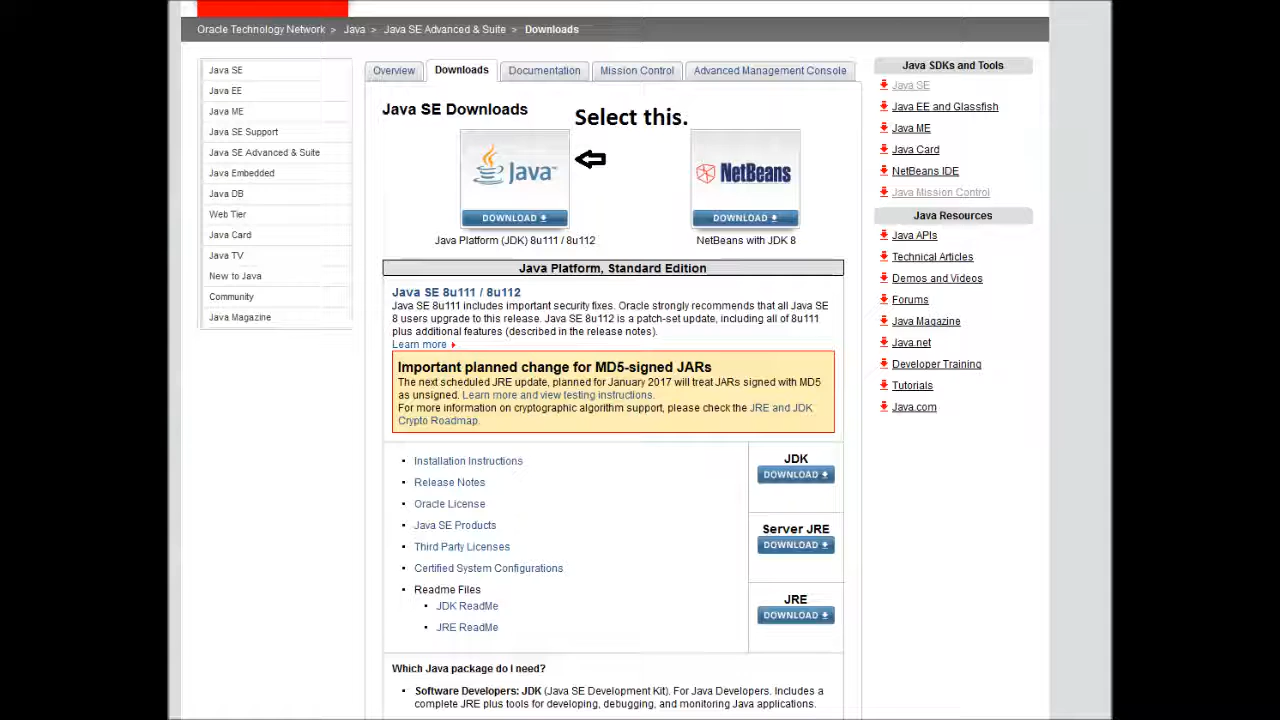 Oracle Technology Network > Java > Java SE Advanced & Suite > Downloads
Java SE
Java EE
Java ME
Java SE Support
Java SE Advanced & Suite
Java Embedded
Java DB
Web Tier
Java Card
Java TV
New to Java
Community
Java Magazine
Overview
Downloads
Documentation
Mission Control
Advanced Management Console
Java SE Downloads
Select this.
Java™
DOWNLOAD
Java Platform (JDK) 8u111 / 8u112
NetBeans
DOWNLOAD
NetBeans with JDK 8
Java Platform, Standard Edition
Java SE 8u111 / 8u112
Java SE 8u111 includes important security fixes. Oracle strongly recommends that all Java SE
8 users upgrade to this release. Java SE 8u112 is a patch-set update, including all of 8u111
plus additional features (described in the release notes).
Learn more
Important planned change for MD5-signed JARs
The next scheduled JRE update, planned for January 2017 will treat JARs signed with MD5
as unsigned. Learn more and view testing instructions.
For more information on cryptographic algorithm support, please check the JRE and JDK
Crypto Roadmap.
Installation Instructions
Release Notes
Oracle License
Java SE Products
Third Party Licenses
Certified System Configurations
Readme Files
JDK ReadMe
JRE ReadMe
JDK
DOWNLOAD
Server JRE
DOWNLOAD
JRE
DOWNLOAD
Which Java package do I need?
Software Developers: JDK (Java SE Development Kit). For Java Developers. Includes a
complete JRE plus tools for developing, debugging, and monitoring Java applications.
Java SDKs and Tools
Java SE
Java EE and Glassfish
Java ME
Java Card
NetBeans IDE
Java Mission Control
Java Resources
Java APIs
Technical Articles
Demos and Videos
Forums
Java Magazine
Java.net
Developer Training
Tutorials
Java.com